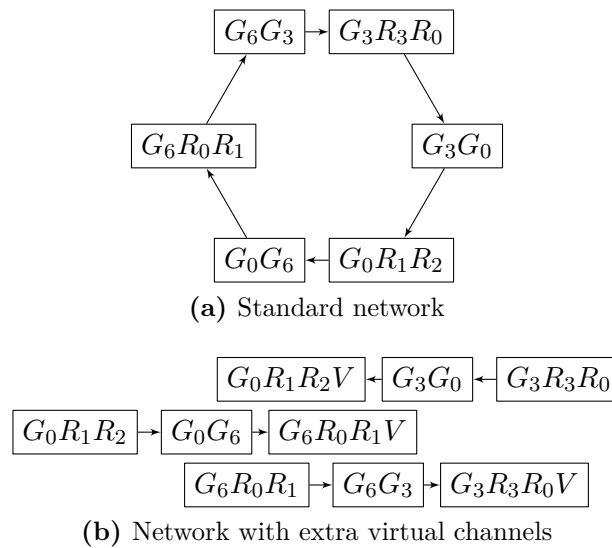 G₆G₃ G₃R₃R₀
G₆R₀R₁ G₃G₀
G₀G₆ G₀R₁R₂
(a) Standard network
G₀R₁R₂V G₃G₀ G₃R₃R₀
G₀R₁R₂ G₀G₆ G₆R₀R₁V
G₆R₀R₁ G₆G₃ G₃R₃R₀V
(b) Network with extra virtual channels